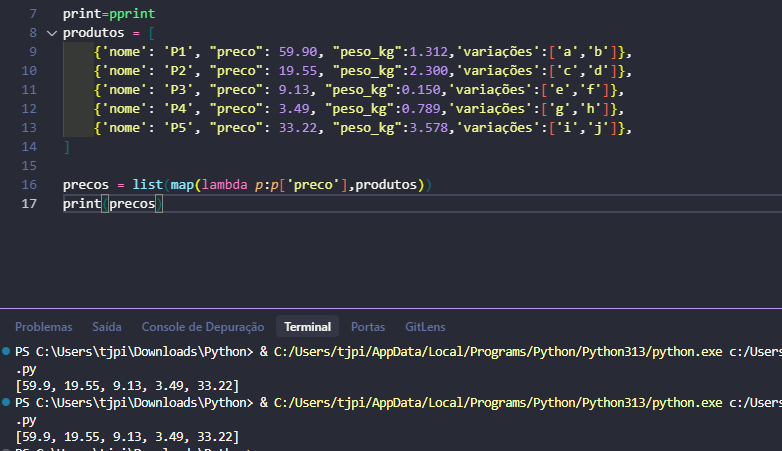 7 print=pprint
8 produtos = [
9 {'nome': 'P1', "preco": 59.90, "peso_kg":1.312,'variações':['a','b']},
10 {'nome': 'P2', "preco": 19.55, "peso_kg":2.300,'variações':['c','d']},
11 {'nome': 'P3', "preco": 9.13, "peso_kg":0.150,'variações':['e','f']},
12 {'nome': 'P4', "preco": 3.49, "peso_kg":0.789,'variações':['g','h']},
13 {'nome': 'P5', "preco": 33.22, "peso_kg":3.578,'variações':['i','j']},
14 ]
15
16 precos = list(map(lambda p:p['preco'],produtos))
17 print(precos)
Problemas Saída Console de Depuração Terminal Portas GitLens
PS C:\Users\tjpi\Downloads\Python> & C:/Users/tjpi/AppData/Local/Programs/Python/Python313/python.exe c:/Users
.py
[59.9, 19.55, 9.13, 3.49, 33.22]
PS C:\Users\tjpi\Downloads\Python> & C:/Users/tjpi/AppData/Local/Programs/Python/Python313/python.exe c:/Users
.py
[59.9, 19.55, 9.13, 3.49, 33.22]
PS C:\Users\tjpi\Downloads\Python>